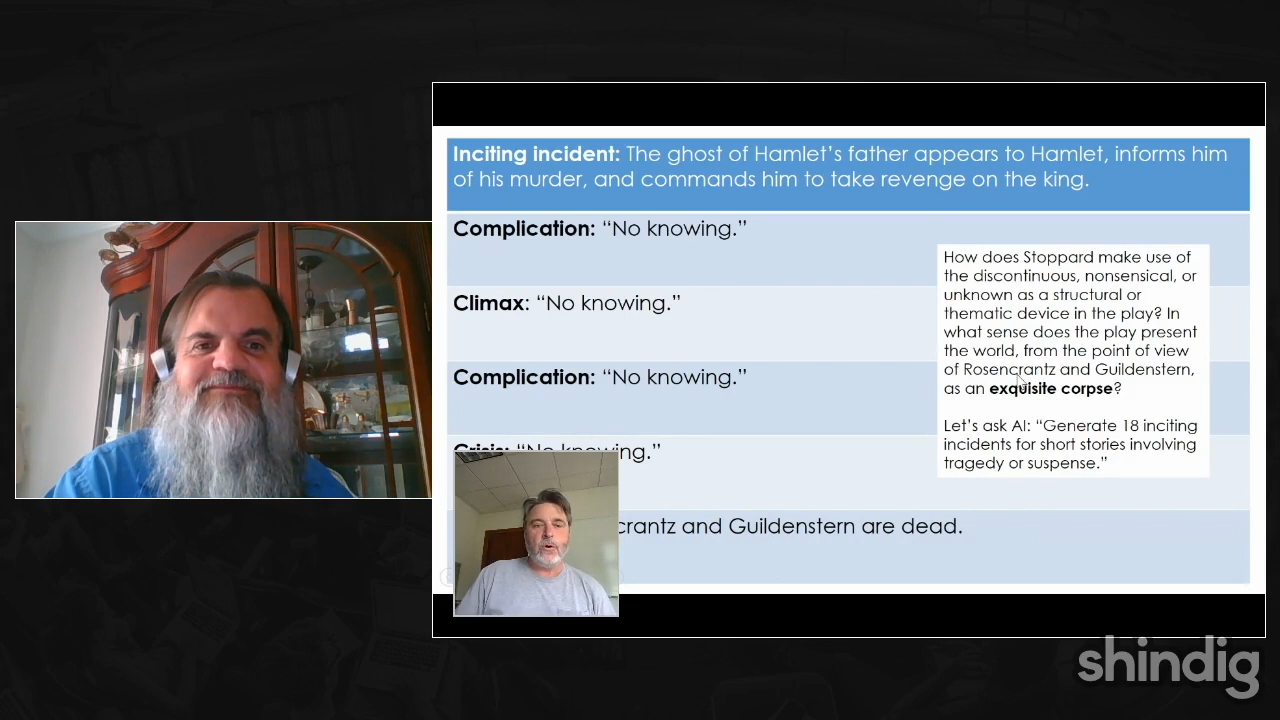 Inciting incident: The ghost of Hamlet’s father appears to Hamlet, informs him
of his murder, and commands him to take revenge on the king.
Complication: “No knowing.”
Climax: “No knowing.”
Complication: “No knowing.”
Crisis: “No knowing.”
crantz and Guildenstern are dead.
How does Stoppard make use of
the discontinuous, nonsensical, or
unknown as a structural or
thematic device in the play? In
what sense does the play present
the world, from the point of view
of Rosencrantz and Guildenstern,
as an exquisite corpse?
Let’s ask AI: “Generate 18 inciting
incidents for short stories involving
tragedy or suspense.”
shindig